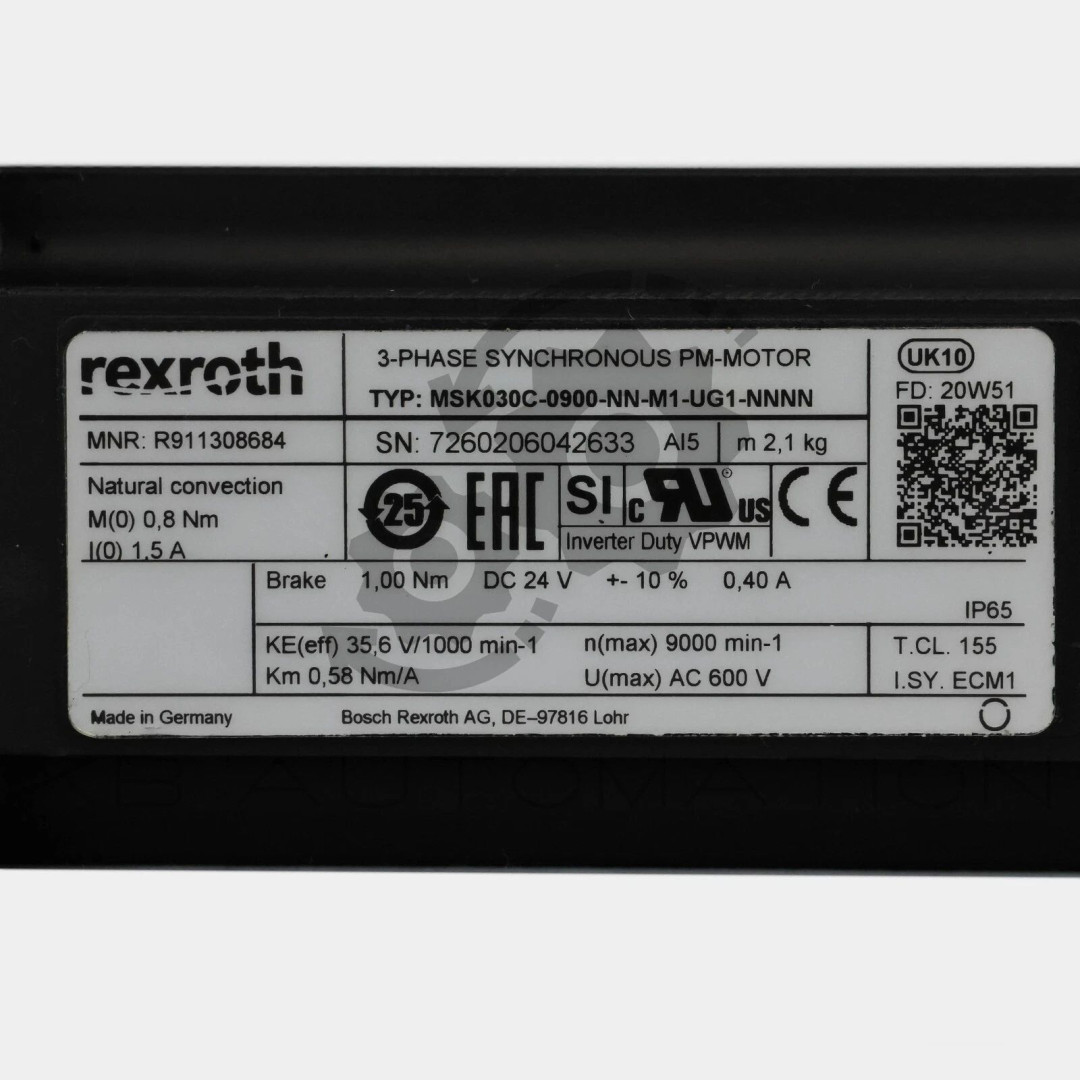 rexroth
3-PHASE SYNCHRONOUS PM-MOTOR
TYP: MSK030C-0900-NN-M1-UG1-NNNN
UK10
FD: 20W51
MNR: R911308684
SN: 7260206042633 AI5
m 2,1 kg
Natural convection
M(0) 0,8 Nm
I(0) 1,5 A
25
EAC
SI
c RU US
CE
Inverter Duty VPWM
Brake 1,00 Nm DC 24 V +- 10 % 0,40 A
IP65
KE(eff) 35,6 V/1000 min-1 n(max) 9000 min-1
T.CL. 155
Km 0,58 Nm/A U(max) AC 600 V
I.SY. ECM1
Made in Germany
Bosch Rexroth AG, DE–97816 Lohr
AUTOMATION